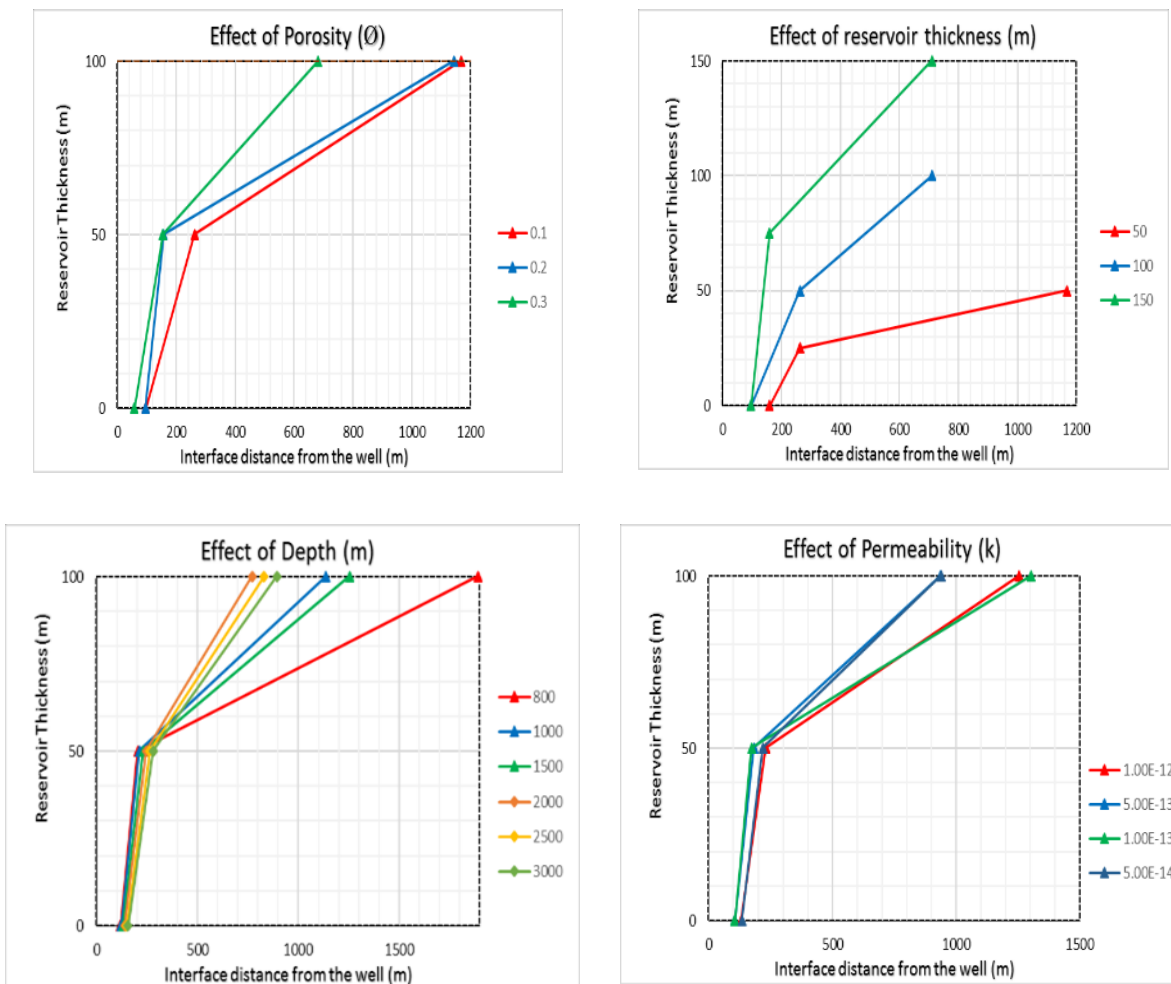 Effect of Porosity (Ø)
Reservoir Thickness (m)
100
50
0
0 200 400 600 800 1000 1200
Interface distance from the well (m)
0.1
0.2
0.3
Effect of reservoir thickness (m)
Reservoir Thickness (m)
150
100
50
0
0 200 400 600 800 1000 1200
Interface distance from the well (m)
50
100
150
Effect of Depth (m)
Reservoir Thickness (m)
100
50
0
0 500 1000 1500
Interface distance from the well (m)
800
1000
1500
2000
2500
3000
Effect of Permeability (k)
Reservoir Thickness (m)
100
50
0
0 500 1000 1500
Interface distance from the well (m)
1.00E-12
5.00E-13
1.00E-13
5.00E-14